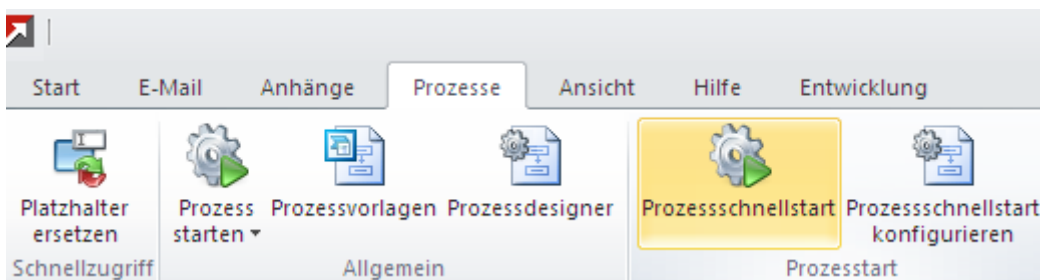 Start E-Mail Anhänge Prozesse Ansicht Hilfe Entwicklung
Platzhalter ersetzen
Prozess starten
Prozessvorlagen
Prozessdesigner
Prozessschnellstart
Prozessschnellstart konfigurieren
Schnellzugriff Allgemein Prozesstart